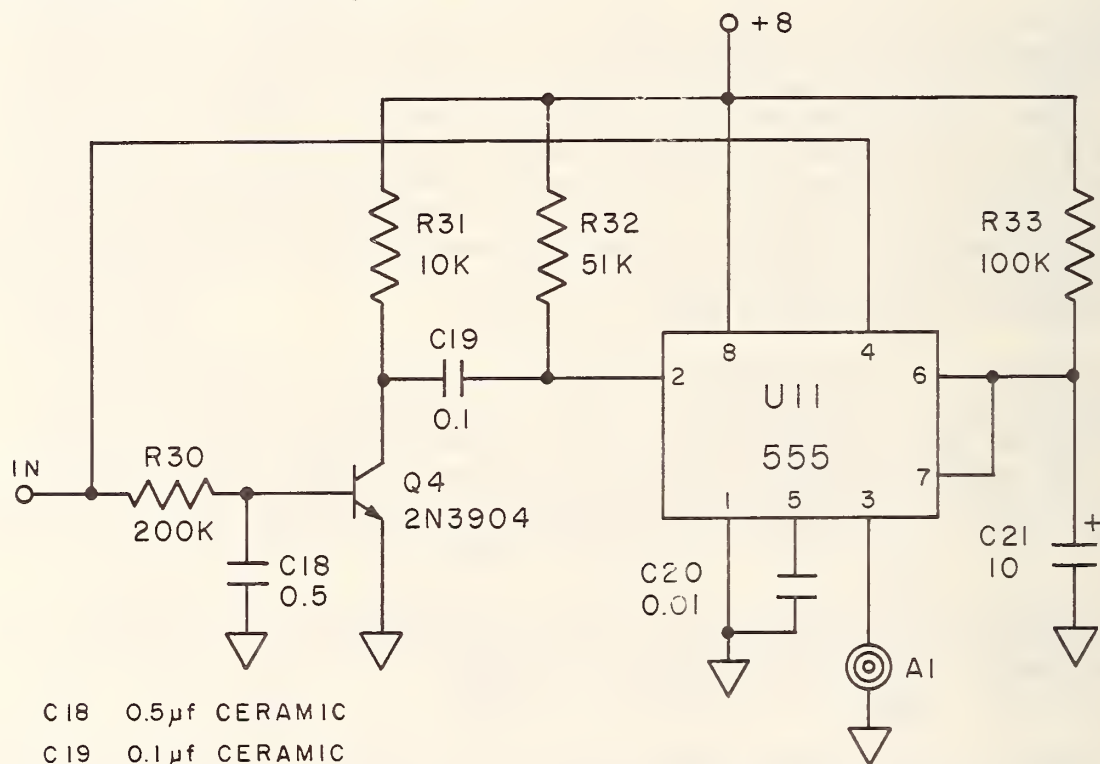 +8
R31
10K
R32
51K
R33
100K
C19
0.1
2
8
4
6
U11
555
7
1
5
3
IN
R30
200K
Q4
2N3904
C18
0.5
C20
0.01
C21
10
+
A1
C18 0.5µf CERAMIC
C19 0.1µf CERAMIC